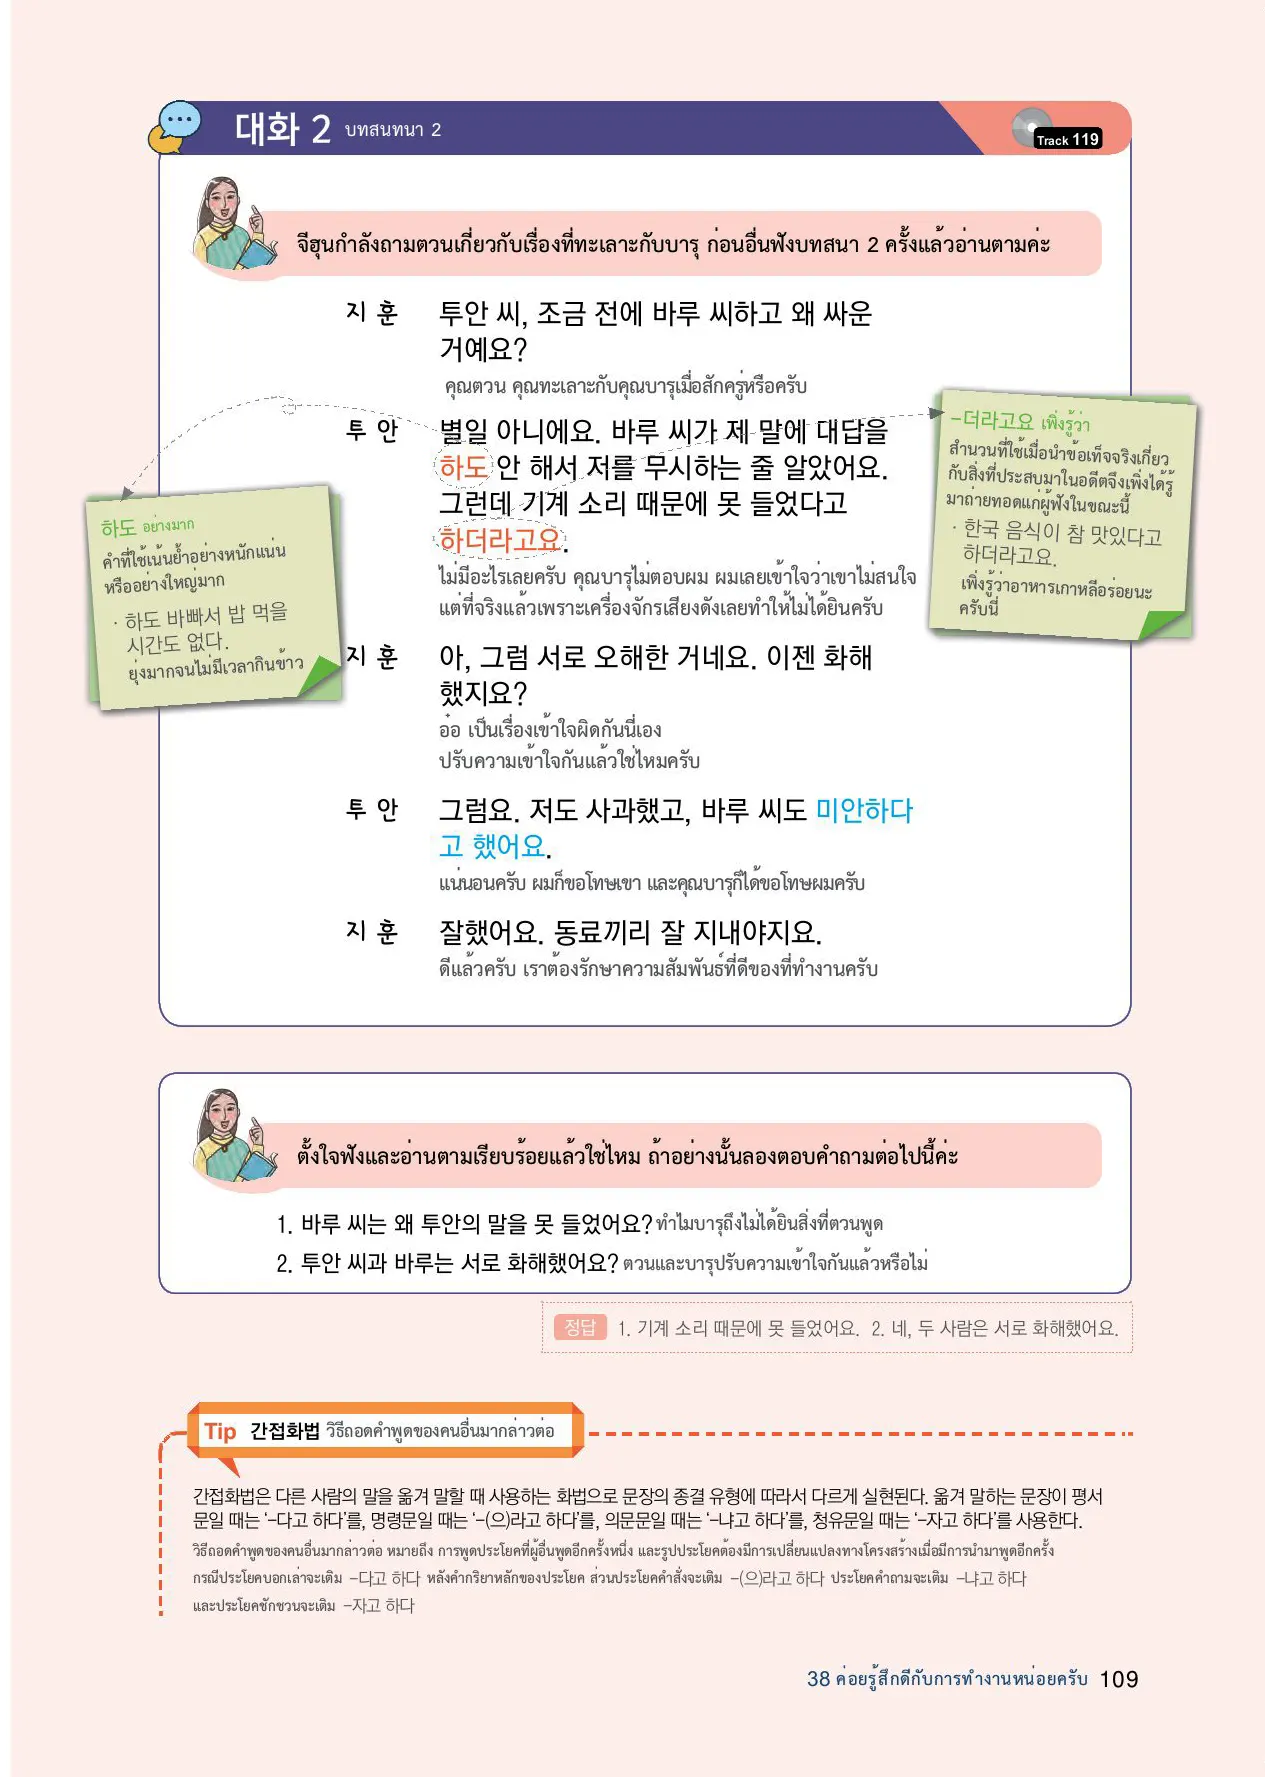 대화 2 บทสนทนา 2
Track 119
จีฮุนกำลังถามตวนเกี่ยวกับเรื่องที่ทะเลาะกับบารุ ก่อนอื่นฟังบทสนา 2 ครั้งแล้วอ่านตามค่ะ
지 훈 투안 씨, 조금 전에 바루 씨하고 왜 싸운
거예요?
คุณตวน คุณทะเลาะกับคุณบารุเมื่อสักครู่หรือครับ
투 안 별일 아니에요. 바루 씨가 제 말에 대답을
하도 안 해서 저를 무시하는 줄 알았어요.
그런데 기계 소리 때문에 못 들었다고
하더라고요.
ไม่มีอะไรเลยครับ คุณบารุไม่ตอบผม ผมเลยเข้าใจว่าเขาไม่สนใจ
แต่ที่จริงแล้วเพราะเครื่องจักรเสียงดังเลยทำให้ไม่ได้ยินครับ
-더라고요 เพิ่งรู้ว่า
สำนวนที่ใช้เมื่อนำข้อเท็จจริงเกี่ยว
กับสิ่งที่ประสบมาในอดีตจึงเพิ่งได้รู้
มาถ่ายทอดแก่ผู้ฟังในขณะนี้
· 한국 음식이 참 맛있다고
하더라고요.
เพิ่งรู้ว่าอาหารเกาหลีอร่อยนะ
ครับนี่
하도 อย่างมาก
คำที่ใช้เน้นย้ำอย่างหนักแน่น
หรืออย่างใหญ่มาก
· 하도 바빠서 밥 먹을
시간도 없다.
ยุ่งมากจนไม่มีเวลากินข้าว
지 훈 아, 그럼 서로 오해한 거네요. 이젠 화해
했지요?
อ๋อ เป็นเรื่องเข้าใจผิดกันนี่เอง
ปรับความเข้าใจกันแล้วใช่ไหมครับ
투 안 그럼요. 저도 사과했고, 바루 씨도 미안하다
고 했어요.
แน่นอนครับ ผมก็ขอโทษเขา และคุณบารุก็ได้ขอโทษผมครับ
지 훈 잘했어요. 동료끼리 잘 지내야지요.
ดีแล้วครับ เราต้องรักษาความสัมพันธ์ที่ดีของที่ทำงานครับ
ตั้งใจฟังและอ่านตามเรียบร้อยแล้วใช่ไหม ถ้าอย่างนั้นลองตอบคำถามต่อไปนี้ค่ะ
1. 바루 씨는 왜 투안의 말을 못 들었어요? ทำไมบารุถึงไม่ได้ยินสิ่งที่ตวนพูด
2. 투안 씨과 바루는 서로 화해했어요? ตวนและบารุปรับความเข้าใจกันแล้วหรือไม่
정답 1. 기계 소리 때문에 못 들었어요. 2. 네, 두 사람은 서로 화해했어요.
Tip 간접화법 วิธีถอดคำพูดของคนอื่นมากล่าวต่อ
간접화법은 다른 사람의 말을 옮겨 말할 때 사용하는 화법으로 문장의 종결 유형에 따라서 다르게 실현된다. 옮겨 말하는 문장이 평서
문일 때는 ‘-다고 하다’를, 명령문일 때는 ‘-(으)라고 하다’를, 의문문일 때는 ‘-냐고 하다’를, 청유문일 때는 ‘-자고 하다’를 사용한다.
วิธีถอดคำพูดของคนอื่นมากล่าวต่อ หมายถึง การพูดประโยคที่ผู้อื่นพูดอีกครั้งหนึ่ง และรูปประโยคต้องมีการเปลี่ยนแปลงทางโครงสร้างเมื่อมีการนำมาพูดอีกครั้ง
กรณีประโยคบอกเล่าจะเติม -다고 하다 หลังคำกริยาหลักของประโยค ส่วนประโยคคำสั่งจะเติม -(으)라고 하다 ประโยคคำถามจะเติม -냐고 하다
และประโยคชักชวนจะเติม -자고 하다
38 ค่อยรู้สึกดีกับการทำงานหน่อยครับ 109